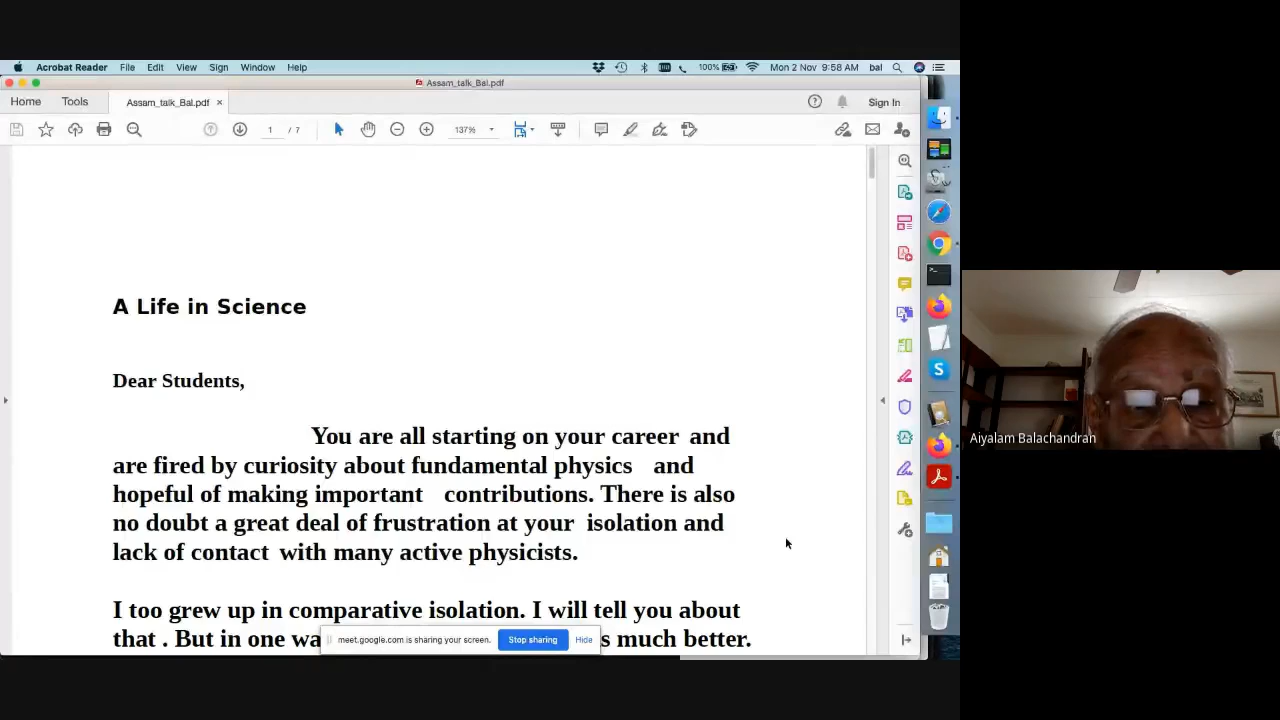 Acrobat Reader File Edit View Sign Window Help 100% Mon 2 Nov 9:58 AM bal
Assam_talk_Bal.pdf
Home Tools Assam_talk_Bal.pdf × Sign In
1 / 7 137%
A Life in Science
Dear Students,
You are all starting on your career and
are fired by curiosity about fundamental physics and
hopeful of making important contributions. There is also
no doubt a great deal of frustration at your isolation and
lack of contact with many active physicists.
I too grew up in comparative isolation. I will tell you about
that . But in one wa
s much better.
meet.google.com is sharing your screen. Stop sharing Hide
Aiyalam Balachandran